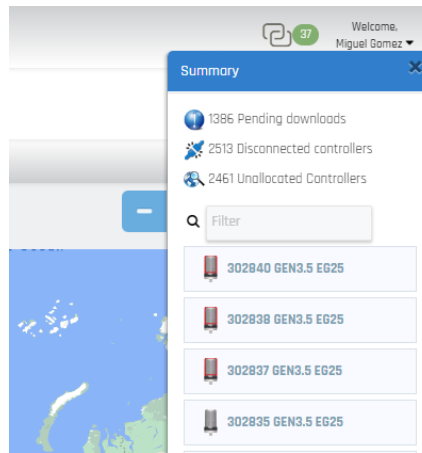 37
Welcome,
Miguel Gomez
Summary
1386 Pending downloads
2513 Disconnected controllers
2461 Unallocated Controllers
Filter
302840 GEN3.5 EG25
302838 GEN3.5 EG25
302837 GEN3.5 EG25
302835 GEN3.5 EG25